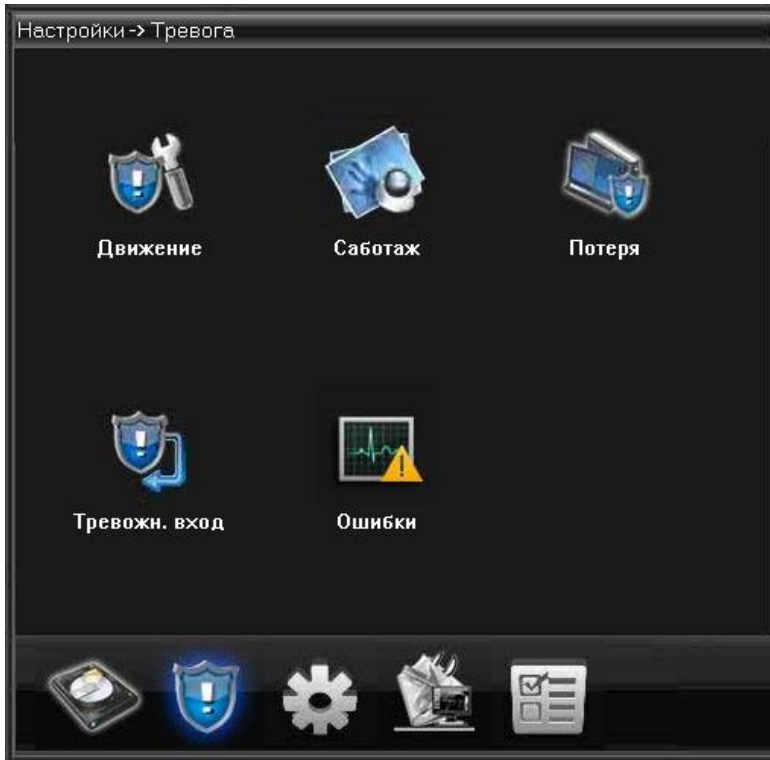 Настройки -> Тревога
Движение
Саботаж
Потеря
Тревожн. вход
Ошибки